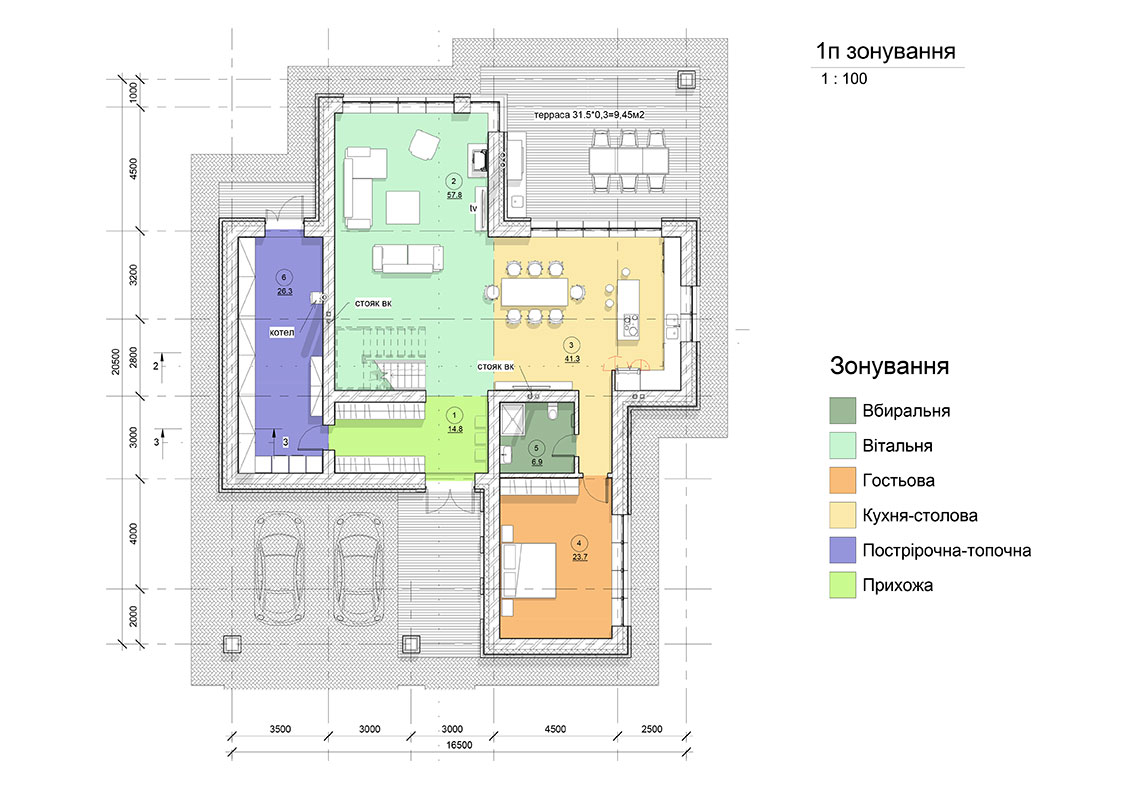 1п зонування
1 : 100
терраса 31.5*0,3=9,45м2
1000
4500
3200
2800
3000
4000
2000
20500
2
57.8
tv
6
26.3
стояк вк
котел
3
41.3
стояк вк
1
14.8
5
6.9
4
23.7
2
3
3
3500
3000
3000
4500
2500
16500
Зонування
Вбиральня
Вітальня
Гостьова
Кухня-столова
Пострірочна-топочна
Прихожа